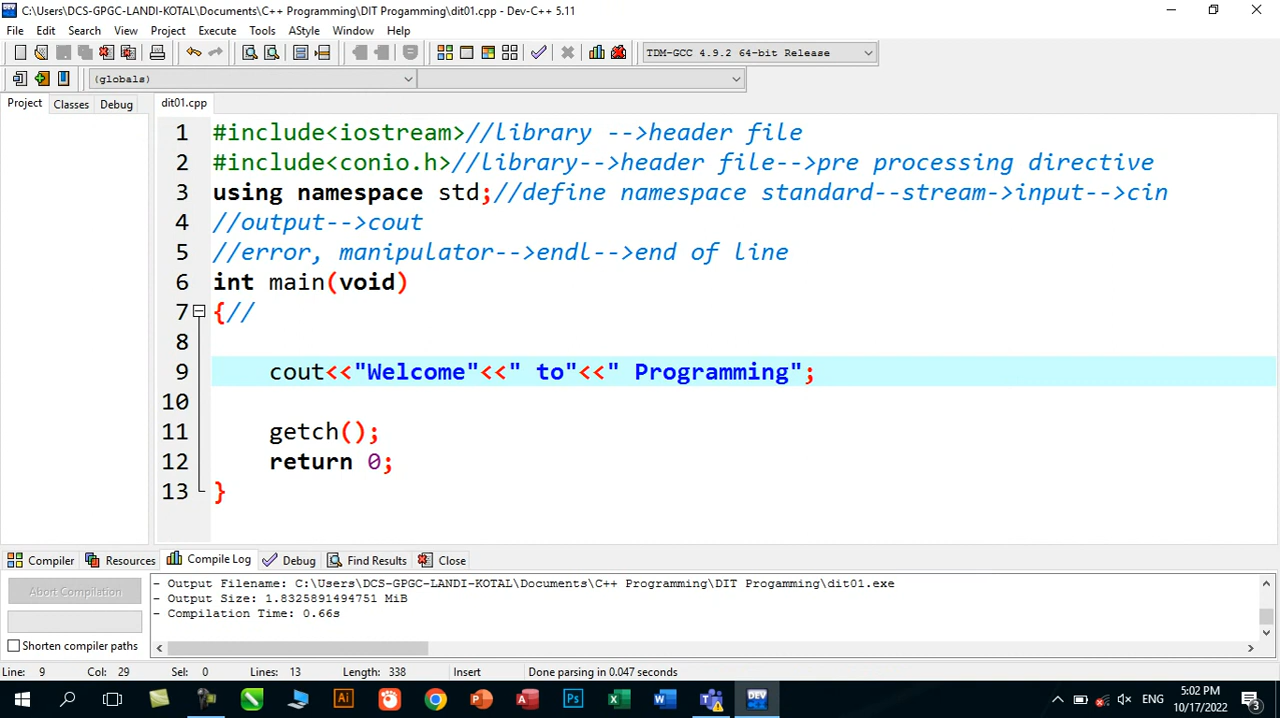 C:\Users\DCS-GPGC-LANDI-KOTAL\Documents\C++ Programming\DIT Progamming\dit01.cpp - Dev-C++ 5.11
File Edit Search View Project Execute Tools AStyle Window Help
TDM-GCC 4.9.2 64-bit Release
(globals)
Project Classes Debug dit01.cpp
1 #include<iostream>//library -->header file
2 #include<conio.h>//library-->header file-->pre processing directive
3 using namespace std;//define namespace standard--stream->input-->cin
4 //output-->cout
5 //error, manipulator-->endl-->end of line
6 int main(void)
7 {//
8
9 cout<<"Welcome"<<" to"<<" Programming";
10
11 getch();
12 return 0;
13 }
Compiler Resources Compile Log Debug Find Results Close
Abort Compilation
- Output Filename: C:\Users\DCS-GPGC-LANDI-KOTAL\Documents\C++ Programming\DIT Progamming\dit01.exe
- Output Size: 1.8325891494751 MiB
- Compilation Time: 0.66s
Shorten compiler paths
Line: 9 Col: 29 Sel: 0 Lines: 13 Length: 338 Insert Done parsing in 0.047 seconds
Ai Ps DEV ENG 5:02 PM
10/17/2022 3